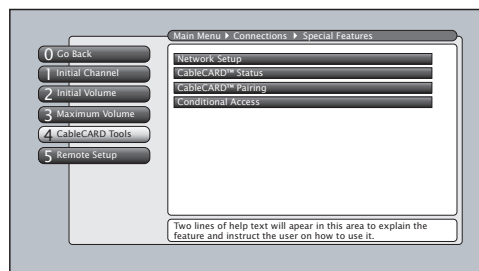 Main Menu ▶ Connections ▶ Special Features
0 Go Back
1 Initial Channel
2 Initial Volume
3 Maximum Volume
4 CableCARD Tools
5 Remote Setup
Network Setup
CableCARD™ Status
CableCARD™ Pairing
Conditional Access
Two lines of help text will apear in this area to explain the
feature and instruct the user on how to use it.